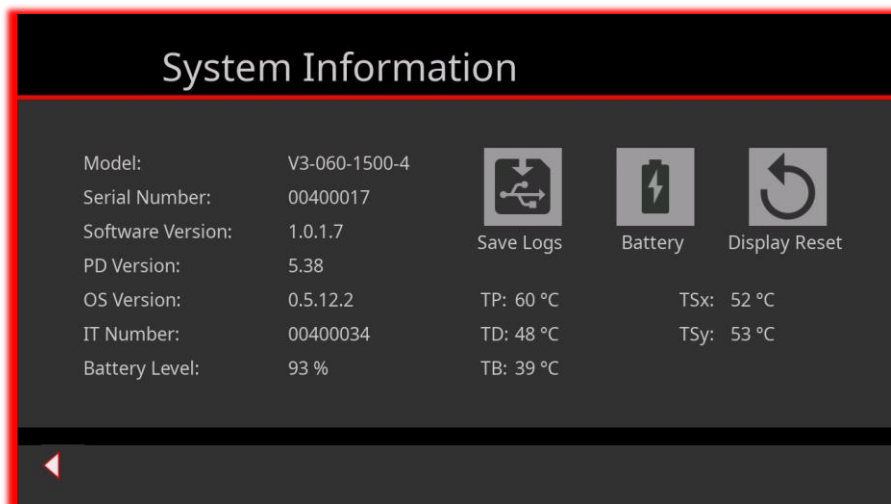 System Information
Model: V3-060-1500-4
Serial Number: 00400017
Software Version: 1.0.1.7
PD Version: 5.38
OS Version: 0.5.12.2
IT Number: 00400034
Battery Level: 93 %
Save Logs
Battery
Display Reset
TP: 60 °C TSx: 52 °C
TD: 48 °C TSy: 53 °C
TB: 39 °C